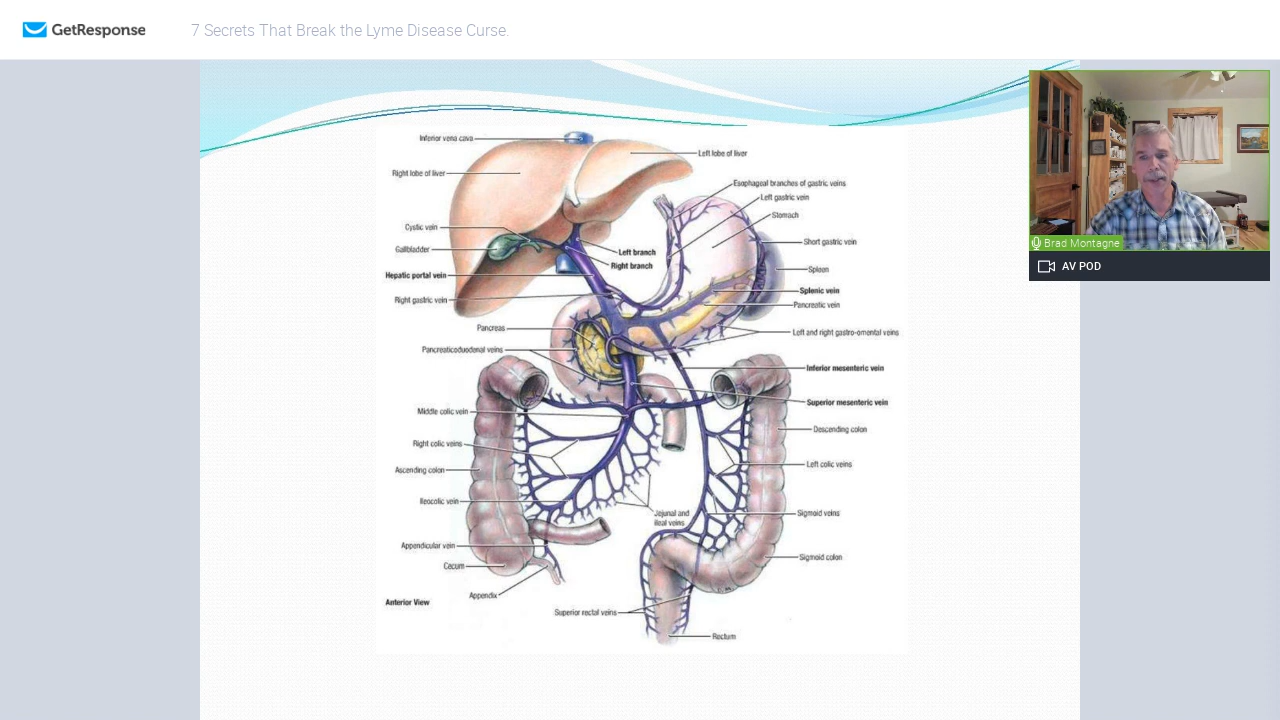 GetResponse
7 Secrets That Break the Lyme Disease Curse.
Inferior vena cava
Left lobe of liver
Right lobe of liver
Esophageal branches of gastric veins
Left gastric vein
Stomach
Cystic vein
Short gastric vein
Gallbladder
Left branch
Right branch
Spleen
Hepatic portal vein
Splenic vein
Right gastric vein
Pancreatic vein
Pancreas
Left and right gastro-omental veins
Pancreaticoduodenal veins
Inferior mesenteric vein
Superior mesenteric vein
Middle colic vein
Descending colon
Right colic veins
Left colic veins
Ascending colon
Ileocolic vein
Jejunal and
ileal veins
Sigmoid veins
Appendicular vein
Sigmoid colon
Cecum
Appendix
Anterior View
Superior rectal veins
Rectum
Brad Montagne
AV POD